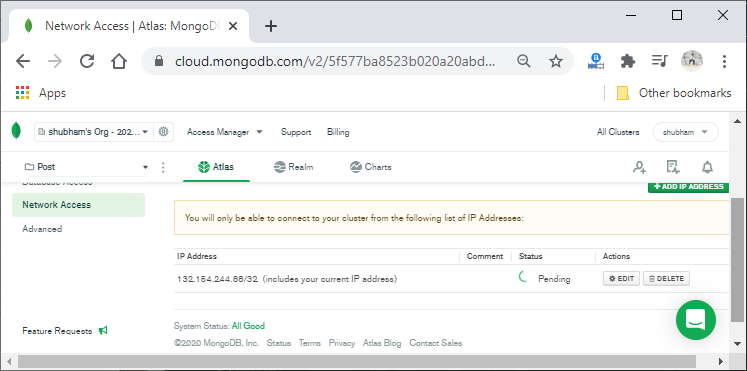 Network Access | Atlas: MongoDB
cloud.mongodb.com/v2/5f577ba8523b020a20abd...
Apps
Other bookmarks
shubham's Org - 202...
Access Manager
Support
Billing
All Clusters
shubham
Post
Atlas
Realm
Charts
Database Access
+ ADD IP ADDRESS
Network Access
You will only be able to connect to your cluster from the following list of IP Addresses:
Advanced
IP Address Comment Status Actions
132.154.244.88/32 (includes your current IP address) Pending EDIT DELETE
System Status: All Good
Feature Requests
©2020 MongoDB, Inc. Status Terms Privacy Atlas Blog Contact Sales